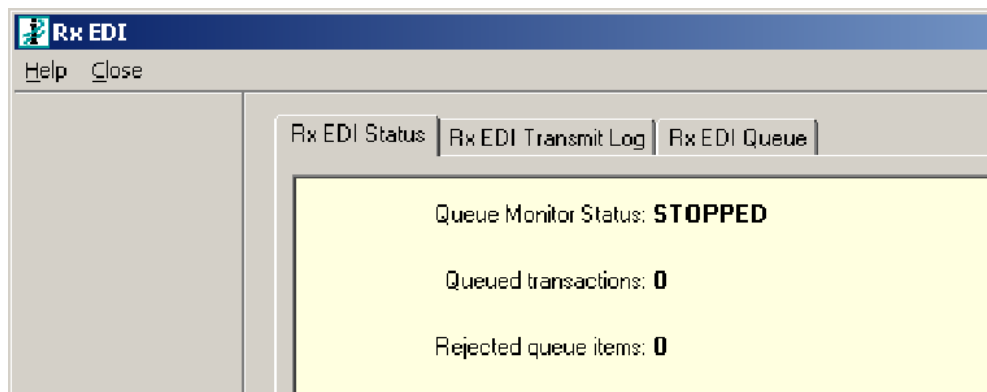 Rx EDI
Help Close
Rx EDI Status Rx EDI Transmit Log Rx EDI Queue
Queue Monitor Status: STOPPED
Queued transactions: 0
Rejected queue items: 0